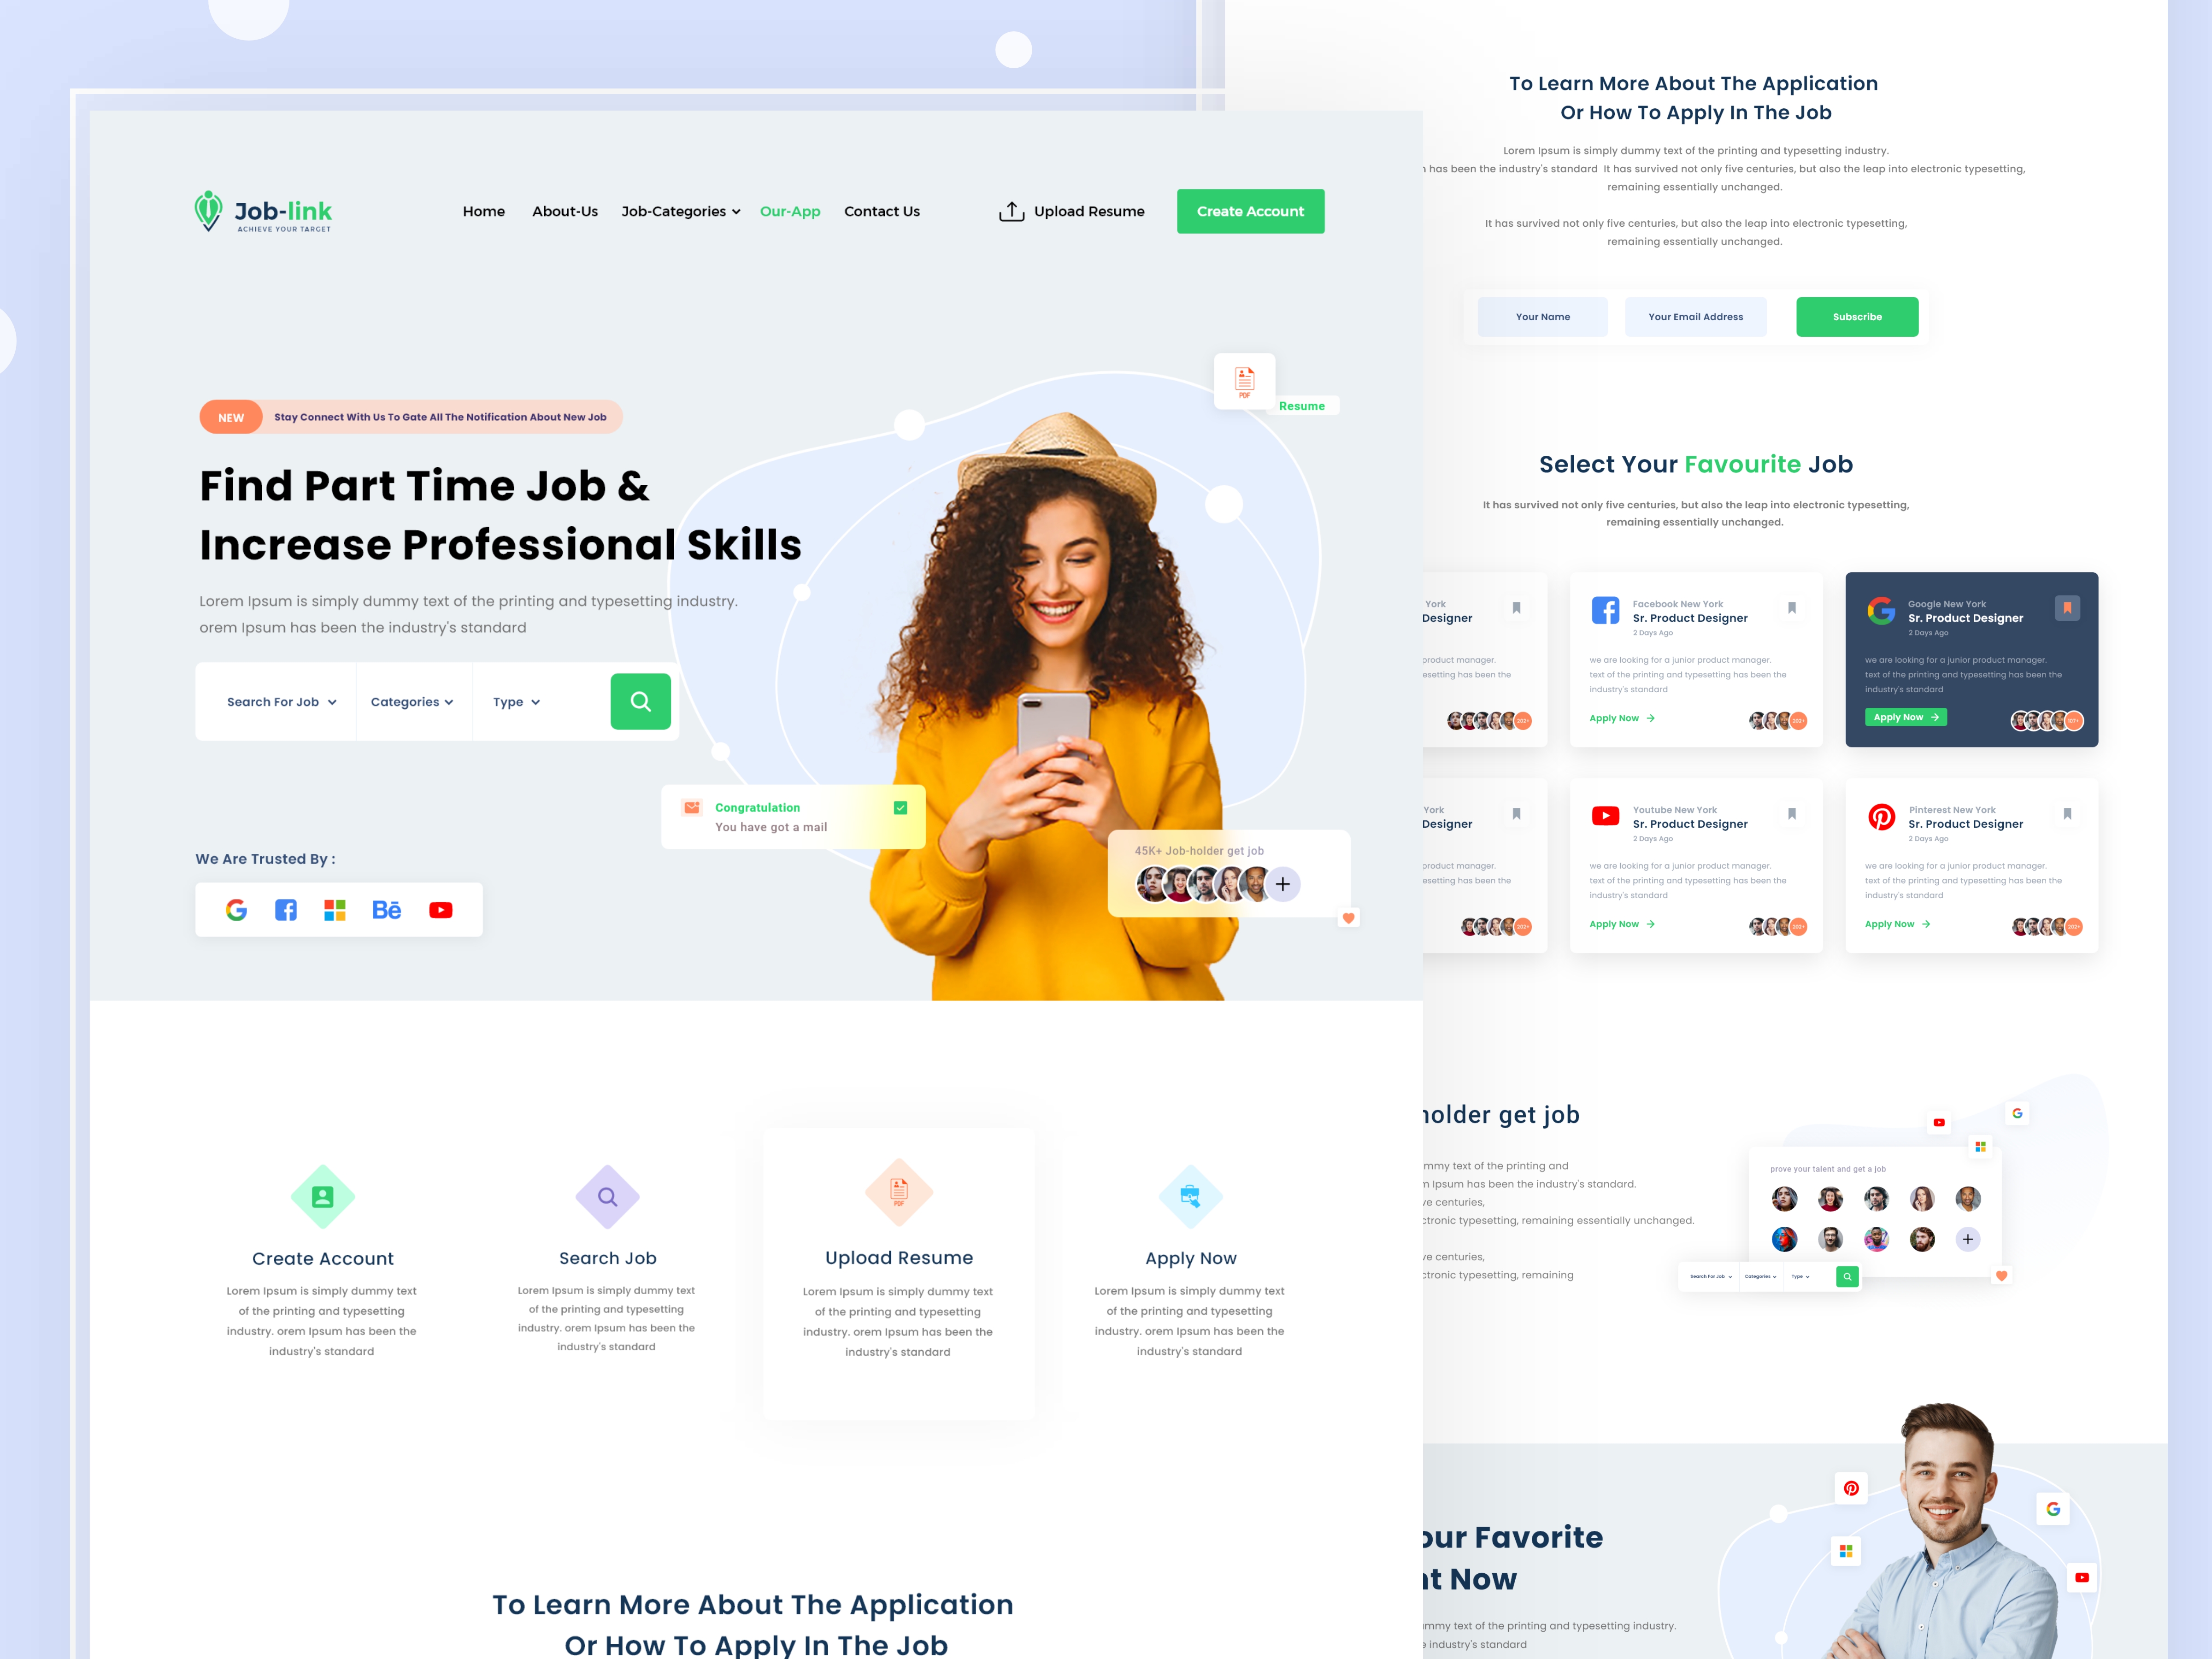 Job-link
ACHIEVE YOUR TARGET
Home
About-Us
Job-Categories
Our-App
Contact Us
Upload Resume
Create Account
NEW
Stay Connect With Us To Gate All The Notification About New Job
Find Part Time Job &
Increase Professional Skills
Lorem Ipsum is simply dummy text of the printing and typesetting industry.
orem Ipsum has been the industry's standard
Search For Job
Categories
Type
PDF
Resume
Congratulation
You have got a mail
45K+ Job-holder get job
We Are Trusted By :
Bē
Create Account
Lorem Ipsum is simply dummy text
of the printing and typesetting
industry. orem Ipsum has been the
industry's standard
Search Job
Lorem Ipsum is simply dummy text
of the printing and typesetting
industry. orem Ipsum has been the
industry's standard
PDF
Upload Resume
Lorem Ipsum is simply dummy text
of the printing and typesetting
industry. orem Ipsum has been the
industry's standard
Apply Now
Lorem Ipsum is simply dummy text
of the printing and typesetting
industry. orem Ipsum has been the
industry's standard
To Learn More About The Application
Or How To Apply In The Job
To Learn More About The Application
Or How To Apply In The Job
Lorem Ipsum is simply dummy text of the printing and typesetting industry.
has been the industry's standard It has survived not only five centuries, but also the leap into electronic typesetting,
remaining essentially unchanged.
It has survived not only five centuries, but also the leap into electronic typesetting,
remaining essentially unchanged.
Your Name
Your Email Address
Subscribe
Select Your Favourite Job
It has survived not only five centuries, but also the leap into electronic typesetting,
remaining essentially unchanged.
York
Designer
product manager.
esetting has been the
203+
Facebook New York
Sr. Product Designer
2 Days Ago
we are looking for a junior product manager.
text of the printing and typesetting has been the
industry's standard
Apply Now
203+
Google New York
Sr. Product Designer
2 Days Ago
we are looking for a junior product manager.
text of the printing and typesetting has been the
industry's standard
Apply Now
York
Designer
product manager.
esetting has been the
203+
Youtube New York
Sr. Product Designer
2 Days Ago
we are looking for a junior product manager.
text of the printing and typesetting has been the
industry's standard
Apply Now
203+
Pinterest New York
Sr. Product Designer
2 Days Ago
we are looking for a junior product manager.
text of the printing and typesetting has been the
industry's standard
Apply Now
203+
holder get job
mmy text of the printing and
m Ipsum has been the industry's standard.
ve centuries,
ctronic typesetting, remaining essentially unchanged.
ve centuries,
ctronic typesetting, remaining
prove your talent and get a job
Search For Job
Categories
Type
our Favorite
ht Now
mmy text of the printing and typesetting industry.
e industry's standard